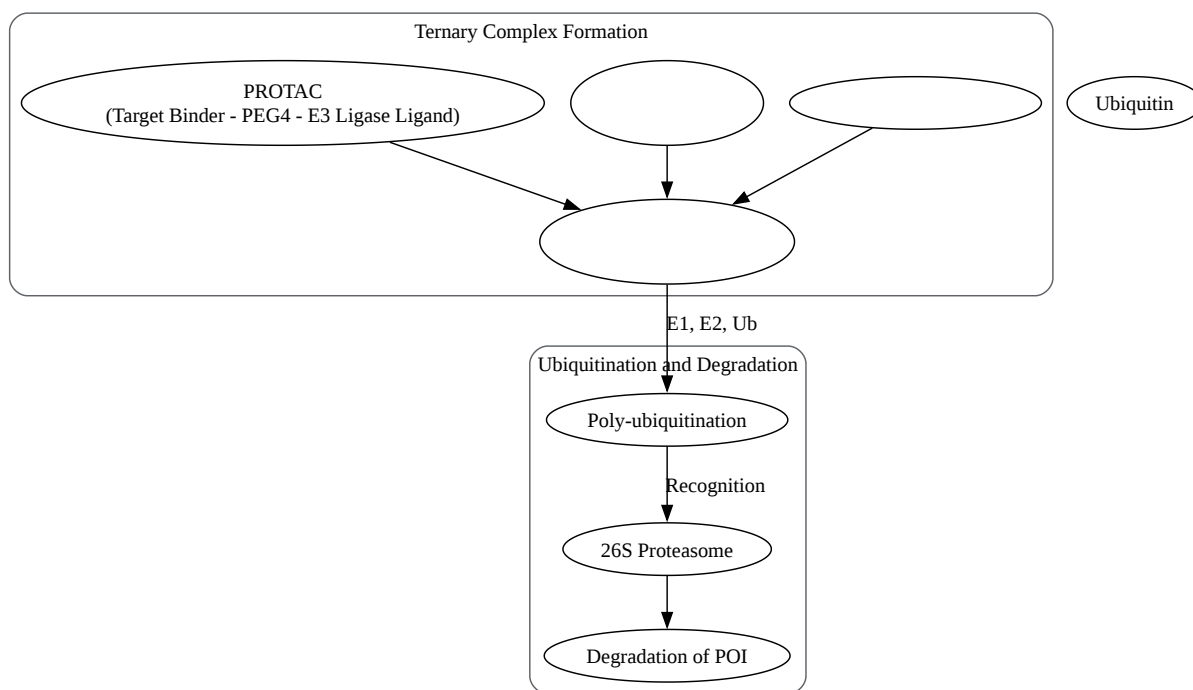 Ternary Complex Formation
PROTAC
(Target Binder - PEG4 - E3 Ligase Ligand)
Ubiquitin
E1, E2, Ub
Ubiquitination and Degradation
Poly-ubiquitination
Recognition
26S Proteasome
Degradation of POI